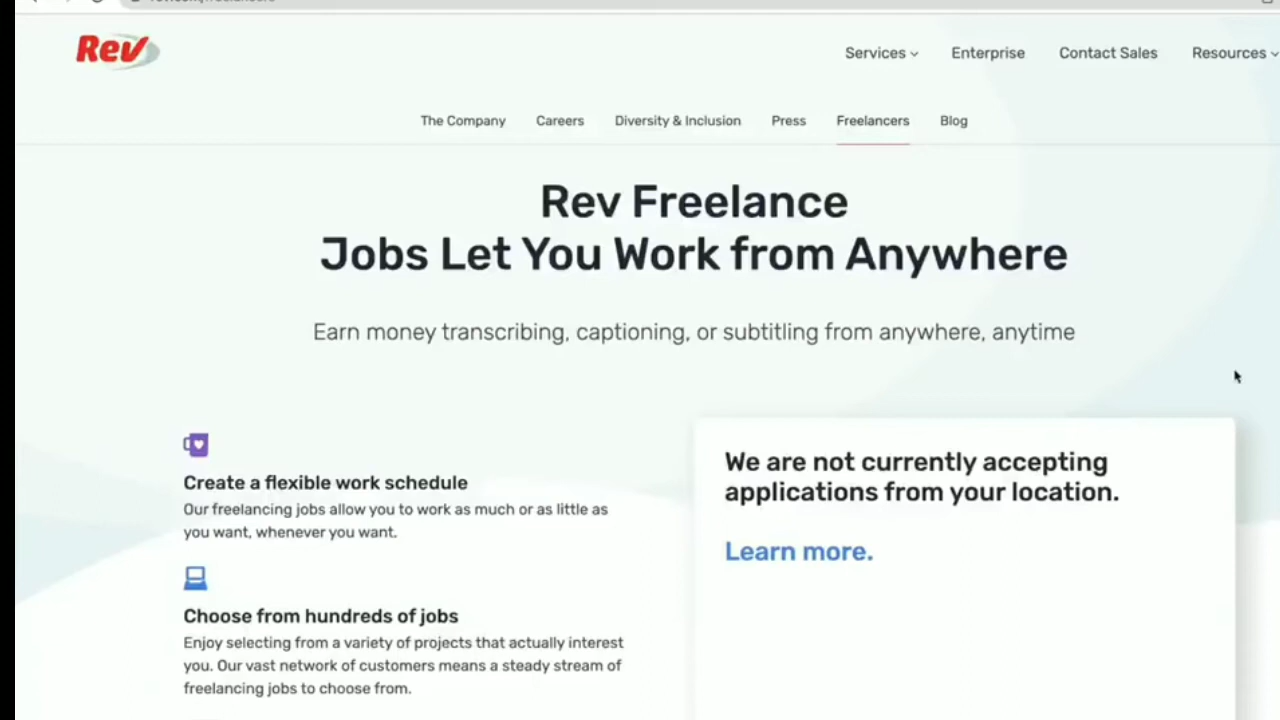 Rev
Services
Enterprise
Contact Sales
Resources
The Company
Careers
Diversity & Inclusion
Press
Freelancers
Blog
Rev Freelance
Jobs Let You Work from Anywhere
Earn money transcribing, captioning, or subtitling from anywhere, anytime
Create a flexible work schedule
Our freelancing jobs allow you to work as much or as little as
you want, whenever you want.
Choose from hundreds of jobs
Enjoy selecting from a variety of projects that actually interest
you. Our vast network of customers means a steady stream of
freelancing jobs to choose from.
We are not currently accepting
applications from your location.
Learn more.